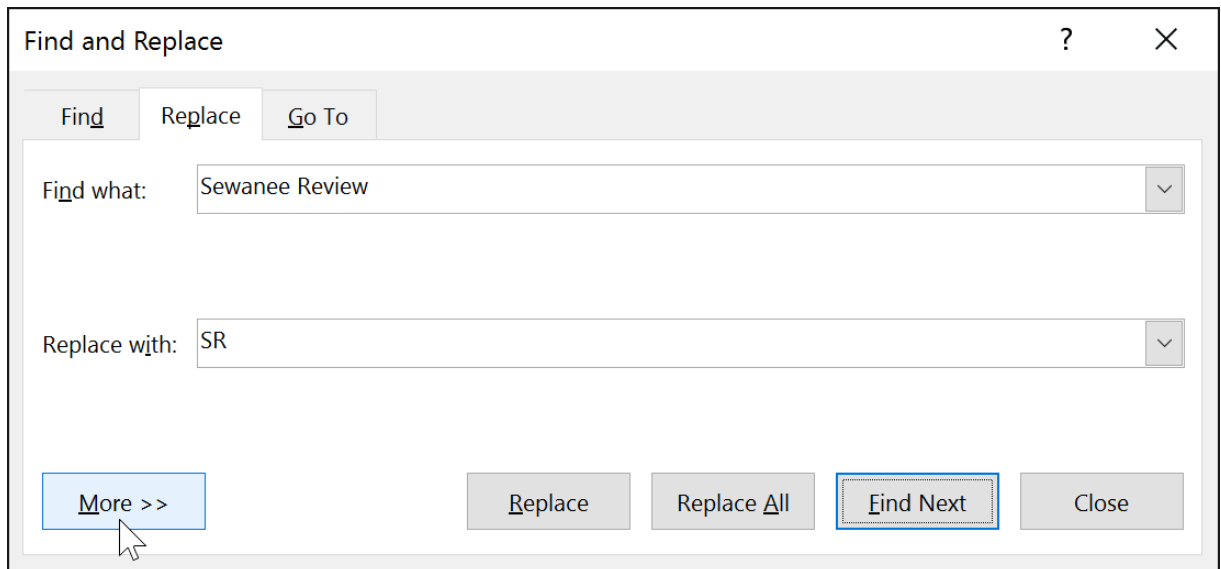 Find and Replace ?
Find Replace Go To
Find what: Sewanee Review
Replace with: SR
More >> Replace Replace All Find Next Close